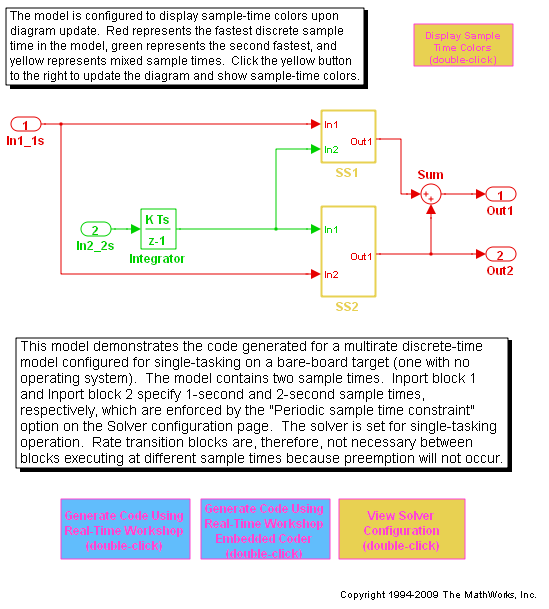 The model is configured to display sample-time colors upon
diagram update.  Red represents the fastest discrete sample
time in the model, green represents the second fastest, and
yellow represents mixed sample times.  Click the yellow button
to the right to update the diagram and show sample-time colors.
Display Sample
Time Colors
(double-click)
1
In1_1s
In1
In2
Out1
SS1
Sum
1
Out1
2
In2_2s
K Ts
z-1
Integrator
In1
In2
Out1
SS2
2
Out2
This model demonstrates the code generated for a multirate discrete-time
model configured for single-tasking on a bare-board target (one with no
operating system).  The model contains two sample times.  Inport block 1
and Inport block 2 specify 1-second and 2-second sample times,
respectively, which are enforced by the "Periodic sample time constraint"
option on the Solver configuration page.  The solver is set for single-tasking
operation.  Rate transition blocks are, therefore, not necessary between
blocks executing at different sample times because preemption will not occur.
Generate Code Using
Real-Time Workshop
(double-click)
Generate Code Using
Real-Time Workshop
Embedded Coder
(double-click)
View Solver
Configuration
(double-click)
Copyright 1994-2009 The MathWorks, Inc.